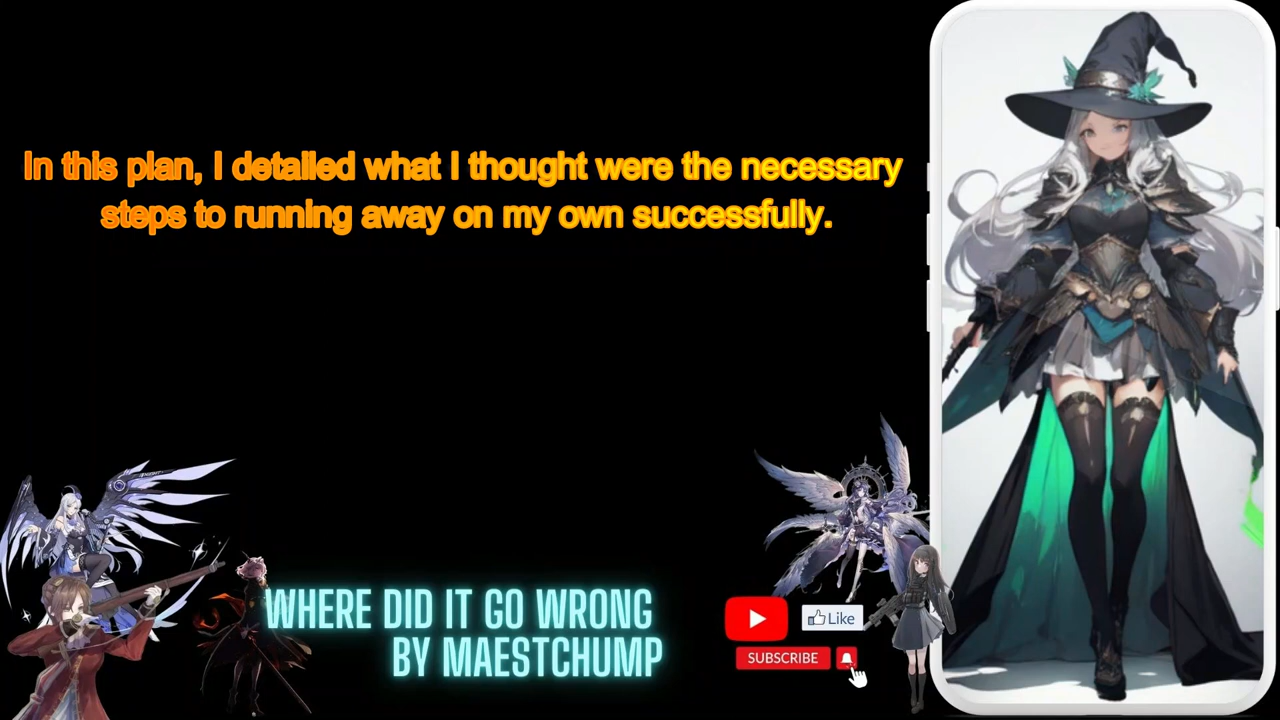 In this plan, I detailed what I thought were the necessary
steps to running away on my own successfully.
WHERE DID IT GO WRONG
BY MAESTCHUMP
Like
SUBSCRIBE